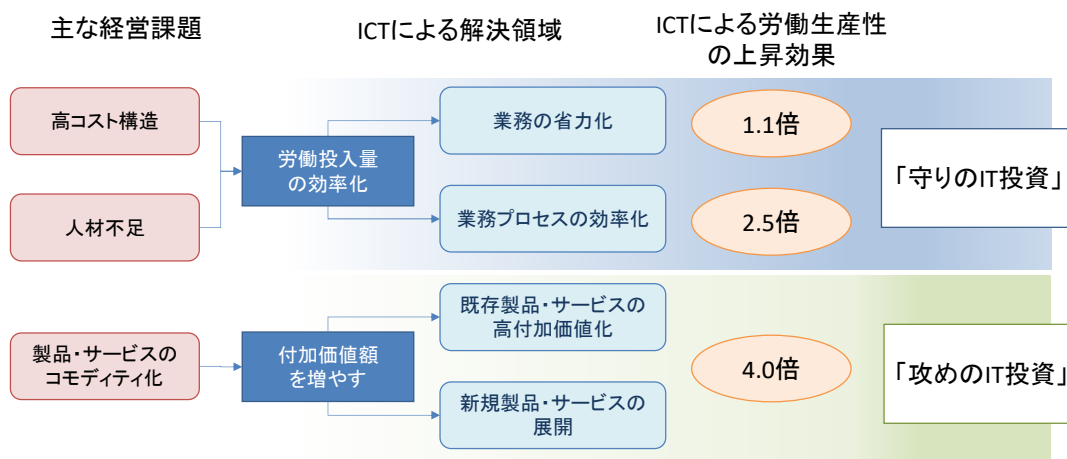 主な経営課題
ICTによる解決領域
ICTによる労働生産性
の上昇効果
高コスト構造
人材不足
労働投入量
の効率化
業務の省力化
業務プロセスの効率化
1.1倍
2.5倍
「守りのIT投資」
製品・サービスの
コモディティ化
付加価値額
を増やす
既存製品・サービスの
高付加価値化
新規製品・サービスの
展開
4.0倍
「攻めのIT投資」